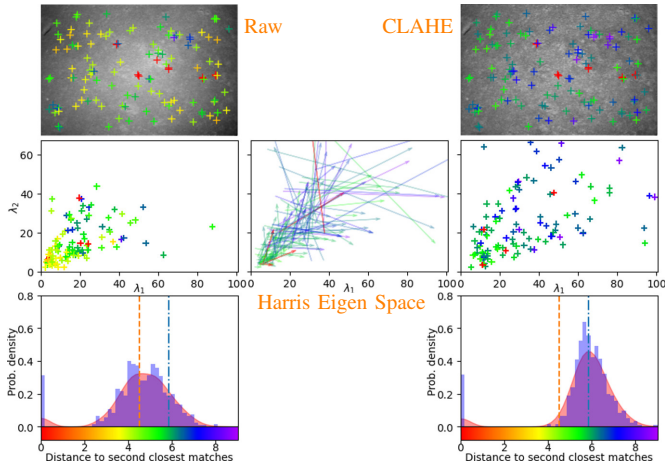 Raw CLAHE
60
40
20
0
λ2
0 20 40 60 80 100
λ1
0 20 40 60 80 100
λ1
0 20 40 60 80 100
λ1
Harris Eigen Space
0.8
0.6
0.4
0.2
0.0
Prob. density
0 2 4 6 8
Distance to second closest matches
0.8
0.6
0.4
0.2
0.0
Prob. density
0 2 4 6 8
Distance to second closest matches